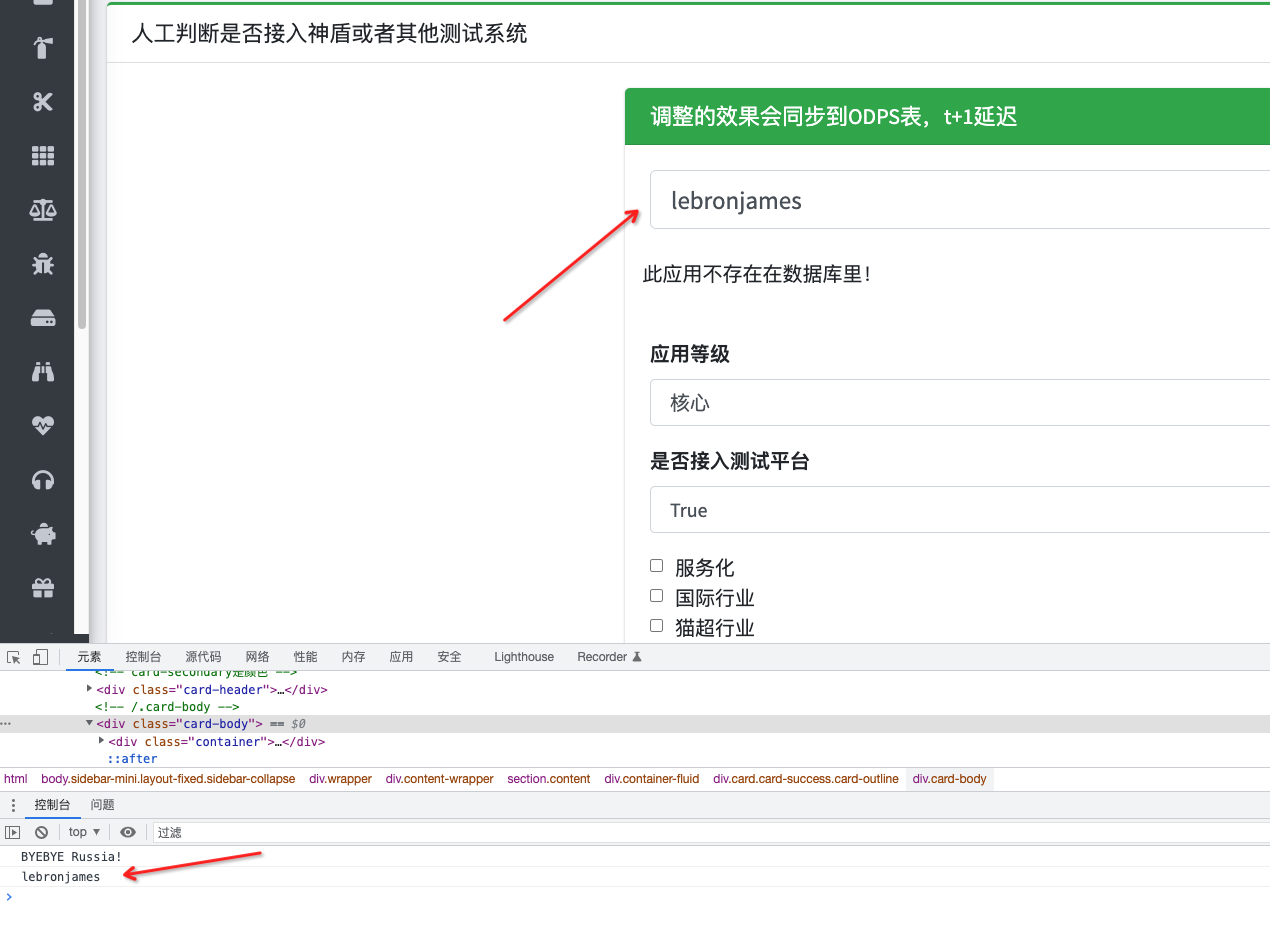 人工判断是否接入神盾或者其他测试系统
调整的效果会同步到ODPS表，t+1延迟
lebronjames
此应用不存在在数据库里！
应用等级
核心
是否接入测试平台
True
服务化
国际行业
猫超行业
元素 控制台 源代码 网络 性能 内存 应用 安全 Lighthouse Recorder
<!-- card-secondary是颜色 -->
<div class="card-header">…</div>
<!-- /.card-body -->
<div class="card-body"> == $0
<div class="container">…</div>
::after
html body.sidebar-mini.layout-fixed.sidebar-collapse div.wrapper div.content-wrapper section.content div.container-fluid div.card.card-success.card-outline div.card-body
控制台 问题
top 过滤
BYEBYE Russia!
lebronjames